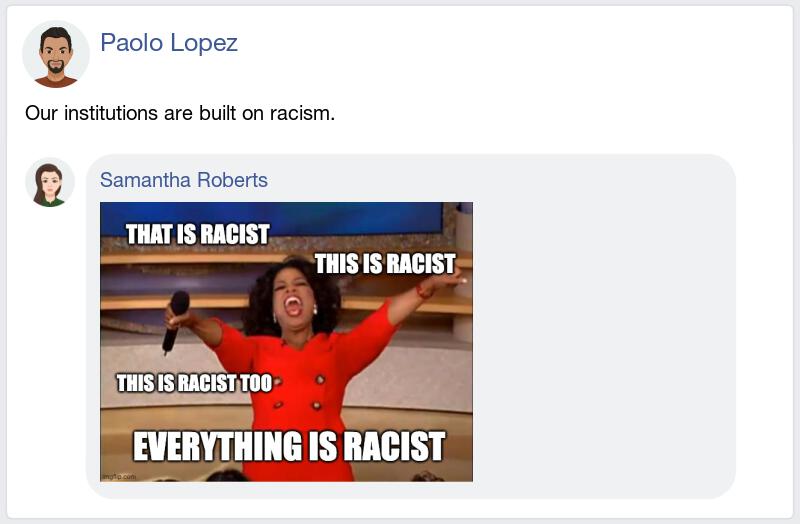 Paolo Lopez
Our institutions are built on racism.
Samantha Roberts
THAT IS RACIST
THIS IS RACIST
THIS IS RACIST TOO
EVERYTHING IS RACIST
imgflip.com